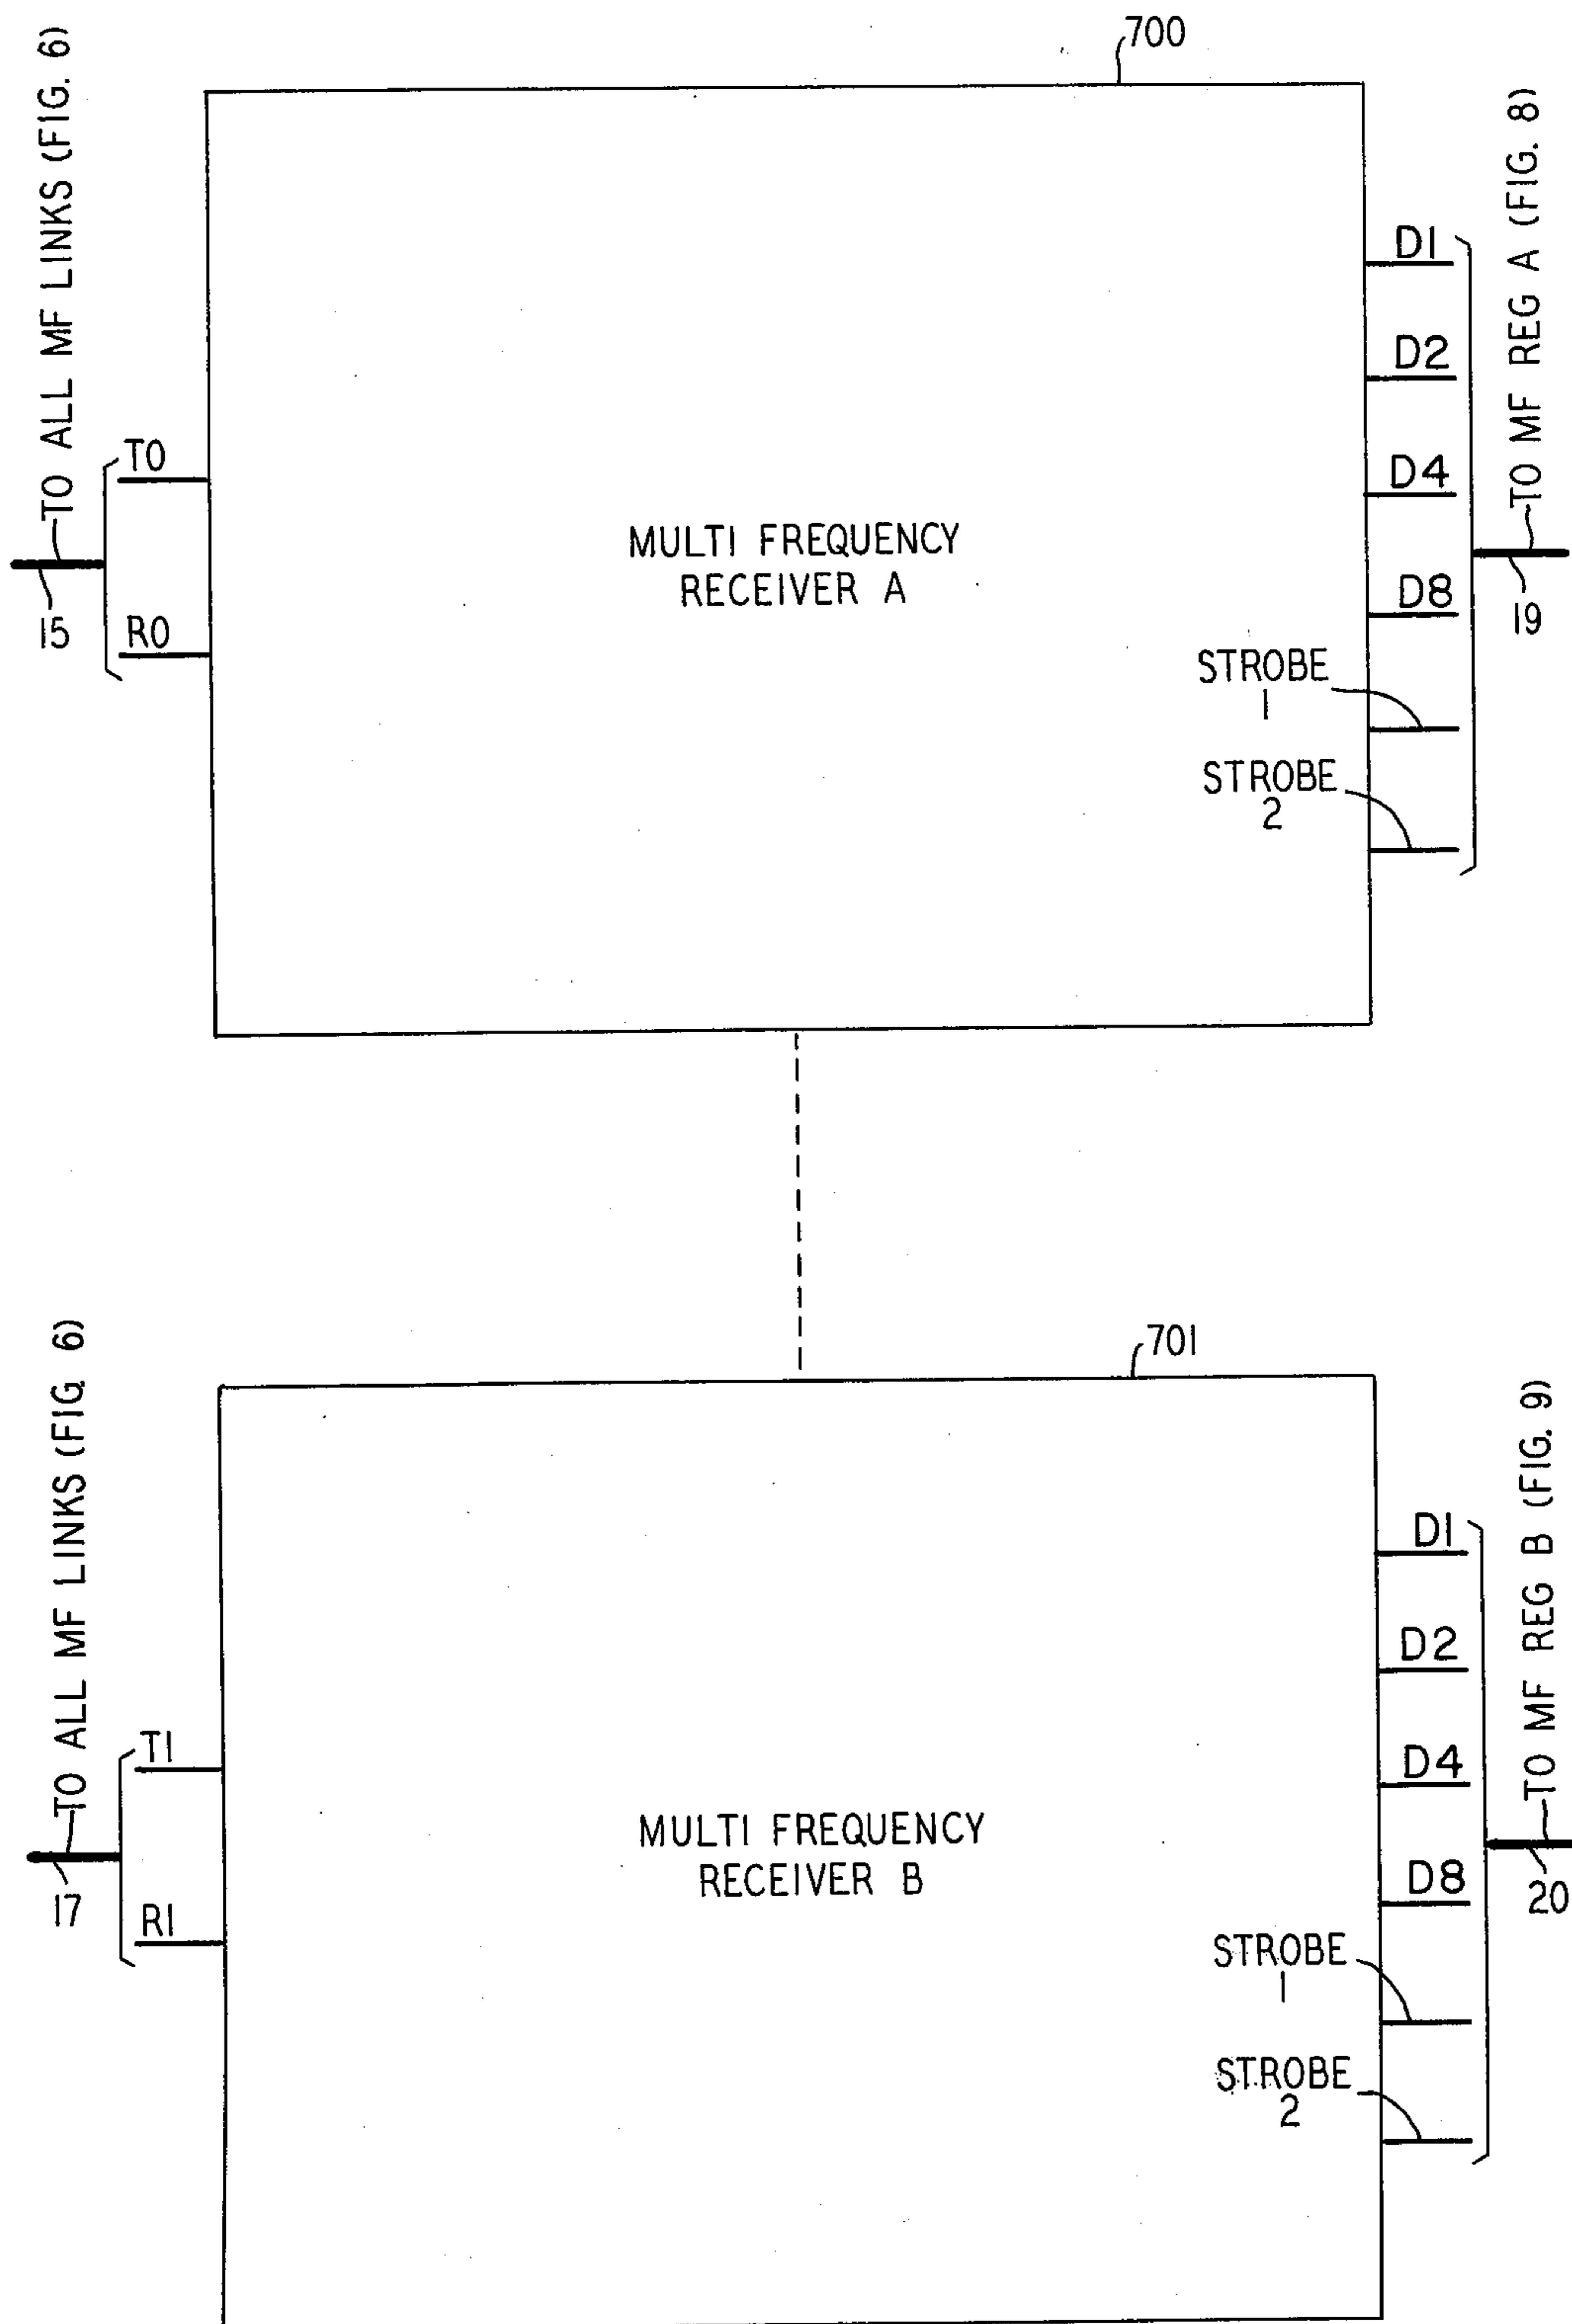 700
TO ALL MF LINKS (FIG. 6)
15
T0
R0
MULTI FREQUENCY
RECEIVER A
D1
D2
D4
D8
STROBE
1
STROBE
2
TO MF REG A (FIG. 8)
19
701
TO ALL MF LINKS (FIG. 6)
17
T1
R1
MULTI FREQUENCY
RECEIVER B
D1
D2
D4
D8
STROBE
1
STROBE
2
TO MF REG B (FIG. 9)
20